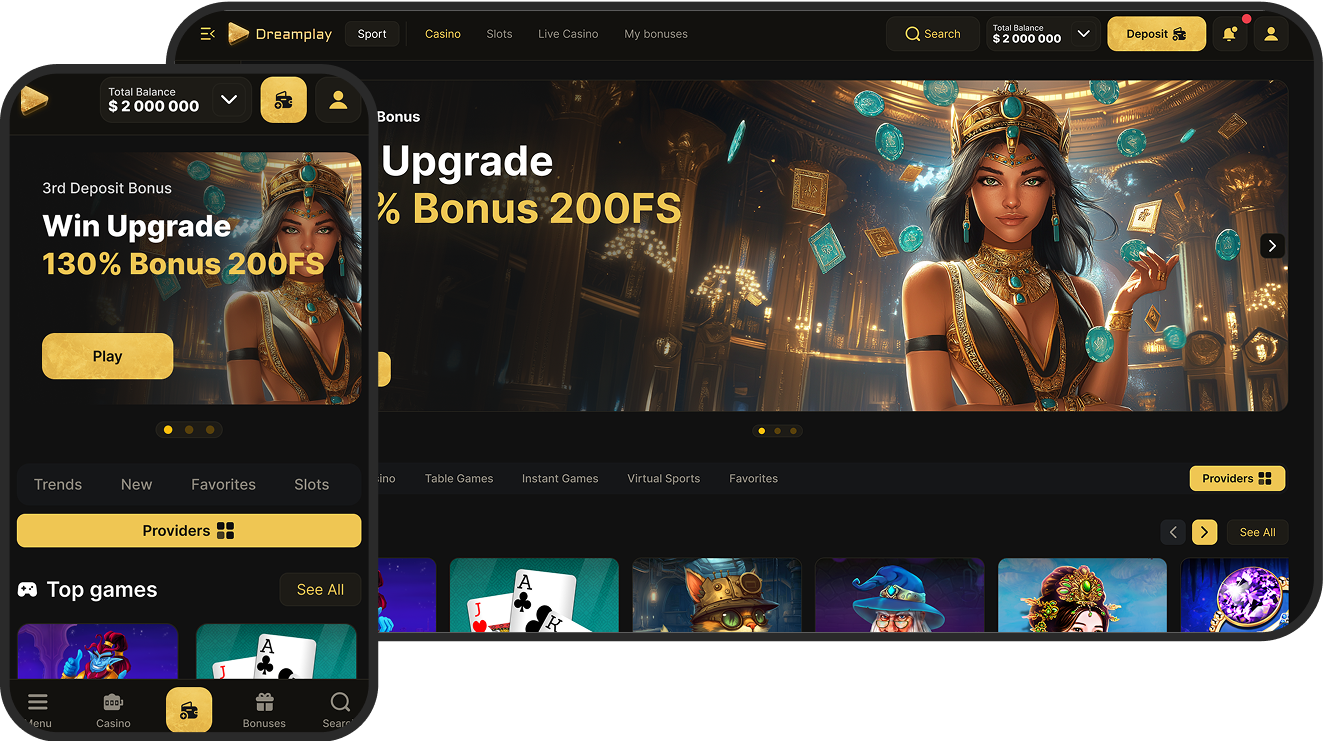 Dreamplay
Sport
Casino
Slots
Live Casino
My bonuses
Search
Total Balance
$ 2 000 000
Deposit
Bonus
Upgrade
% Bonus 200FS
Table Games
Instant Games
Virtual Sports
Favorites
Providers
See All
J
A
K
Total Balance
$ 2 000 000
3rd Deposit Bonus
Win Upgrade
130% Bonus 200FS
Play
Trends
New
Favorites
Slots
Providers
Top games
See All
J
A
Menu
Casino
Bonuses
Search